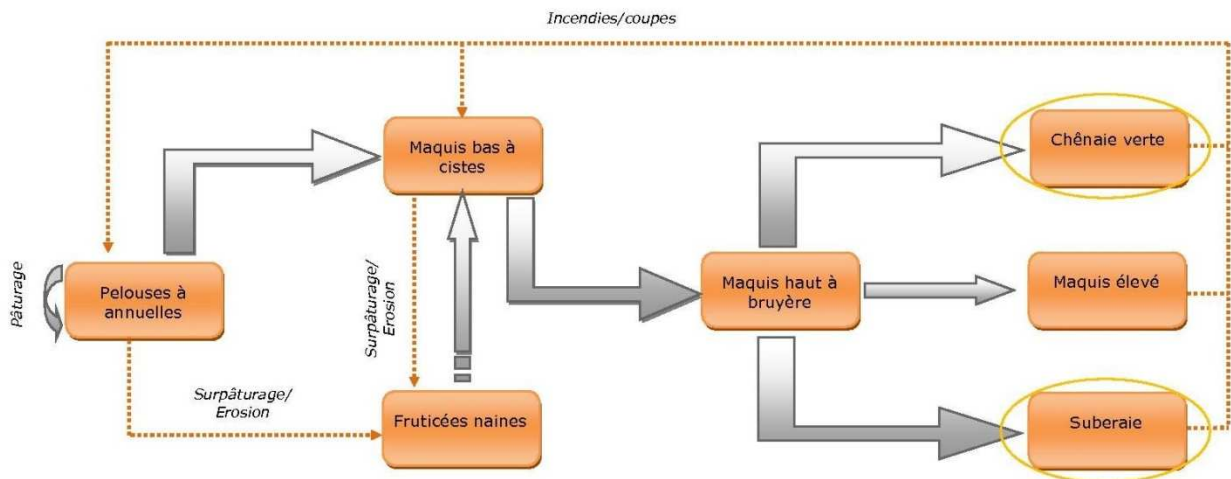 Incendies/coupes
Maquis bas à
cistes
Chênaie verte
Pâturage
Pelouses à
annuelles
Surpâturage/
Erosion
Maquis haut à
bruyère
Maquis élevé
Surpâturage/
Erosion
Fruticées naines
Suberaie